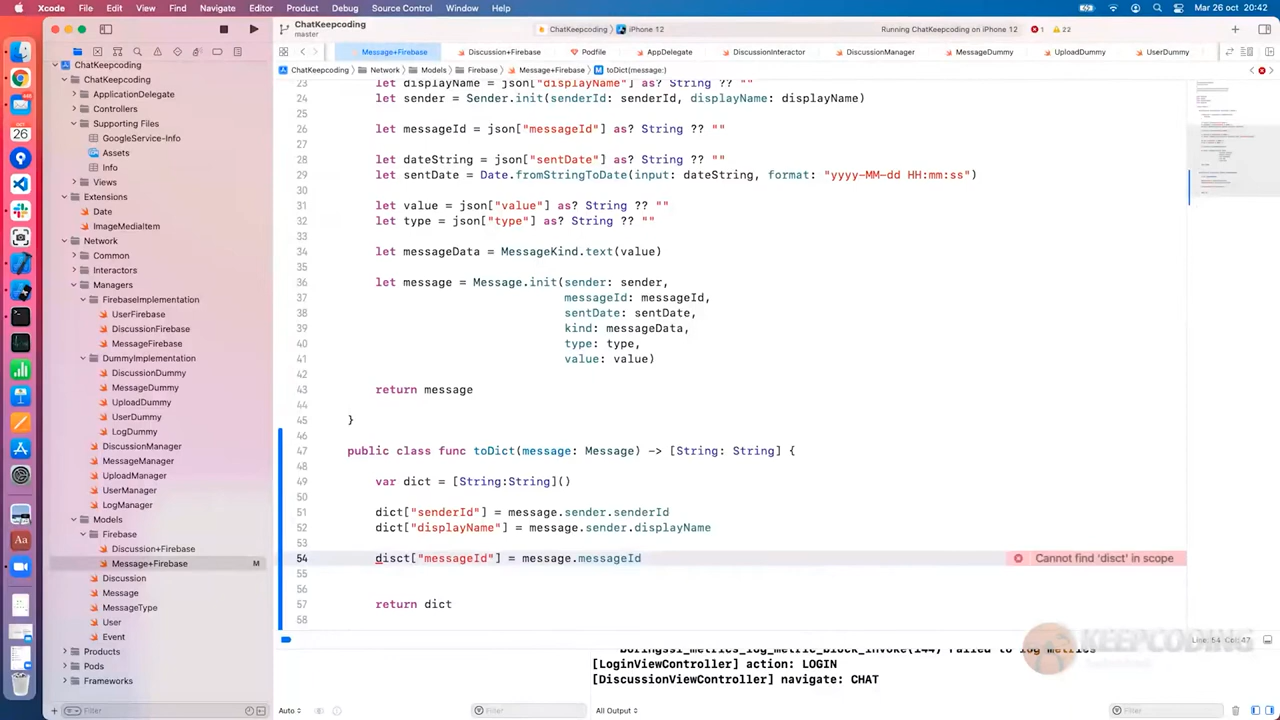 Xcode File Edit View Find Navigate Editor Product Debug Source Control Window Help Mar 26 oct 20:42
ChatKeepcoding
master
ChatKeepcoding iPhone 12 Running ChatKeepcoding on iPhone 12 1 22
Message+Firebase Discussion+Firebase Podfile AppDelegate DiscussionInteractor DiscussionManager MessageDummy UploadDummy UserDummy
ChatKeepcoding Network Models Firebase Message+Firebase toDict(message:)
ChatKeepcoding
ChatKeepcoding
ApplicationDelegate
Controllers
Supporting Files
GoogleService-Info
Assets
Info
Views
Extensions
Date
ImageMediaItem
Network
Common
Interactors
Managers
FirebaseImplementation
UserFirebase
DiscussionFirebase
MessageFirebase
DummyImplementation
DiscussionDummy
MessageDummy
UploadDummy
UserDummy
LogDummy
DiscussionManager
MessageManager
UploadManager
UserManager
LogManager
Models
Firebase
Discussion+Firebase
Message+Firebase M
Discussion
Message
MessageType
User
Event
Products
Pods
Frameworks
Filter
23 let displayName = json["displayName"] as? String ?? ""
24 let sender = Sender.init(senderId: senderId, displayName: displayName)
25
26 let messageId = json["messageId"] as? String ?? ""
27
28 let dateString = json["sentDate"] as? String ?? ""
29 let sentDate = Date.fromStringToDate(input: dateString, format: "yyyy-MM-dd HH:mm:ss")
30
31 let value = json["value"] as? String ?? ""
32 let type = json["type"] as? String ?? ""
33
34 let messageData = MessageKind.text(value)
35
36 let message = Message.init(sender: sender,
37 messageId: messageId,
38 sentDate: sentDate,
39 kind: messageData,
40 type: type,
41 value: value)
42
43 return message
44
45 }
46
47 public class func toDict(message: Message) -> [String: String] {
48
49 var dict = [String:String]()
50
51 dict["senderId"] = message.sender.senderId
52 dict["displayName"] = message.sender.displayName
53
54 disct["messageId"] = message.messageId Cannot find 'disct' in scope
55
57 return dict
58
Line: 54 Col: 47
KEEPCODING
[LoginViewController] action: LOGIN
[DiscussionViewController] navigate: CHAT
Auto Filter All Output Filter
26
Aa